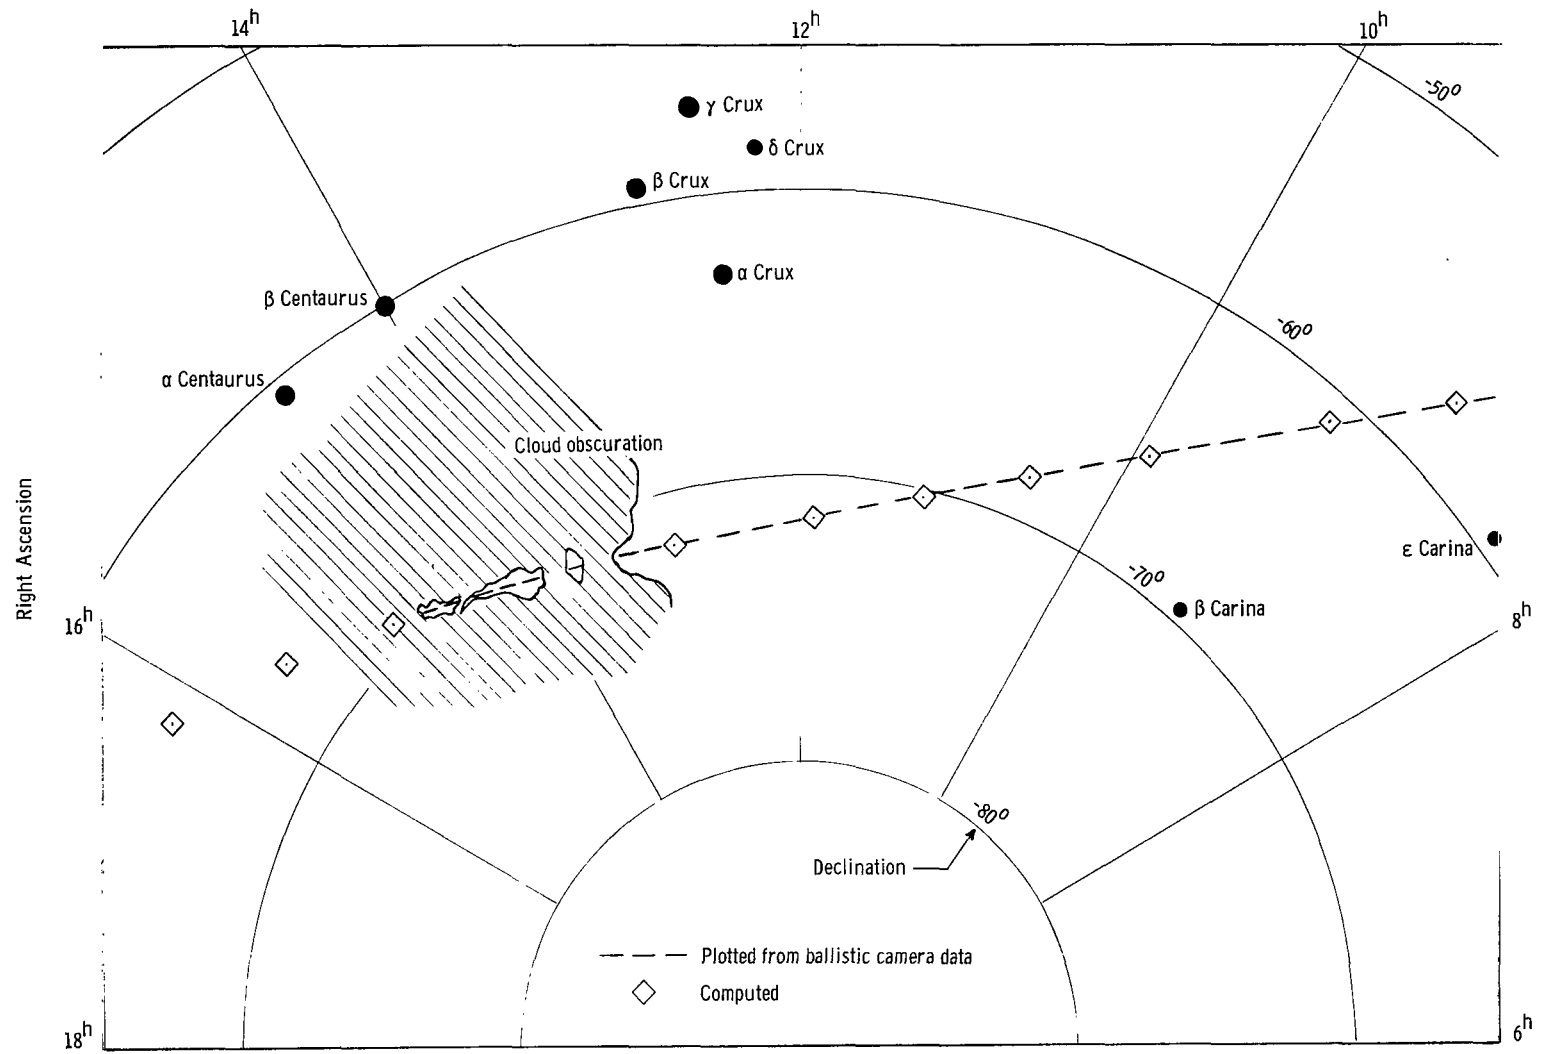 14h
12h
10h
-50°
γ Crux
δ Crux
β Crux
α Crux
β Centaurus
-60°
α Centaurus
Cloud obscuration
Right Ascension
ε Carina
-70°
β Carina
16h
8h
-80°
Declination
Plotted from ballistic camera data
Computed
18h
6h